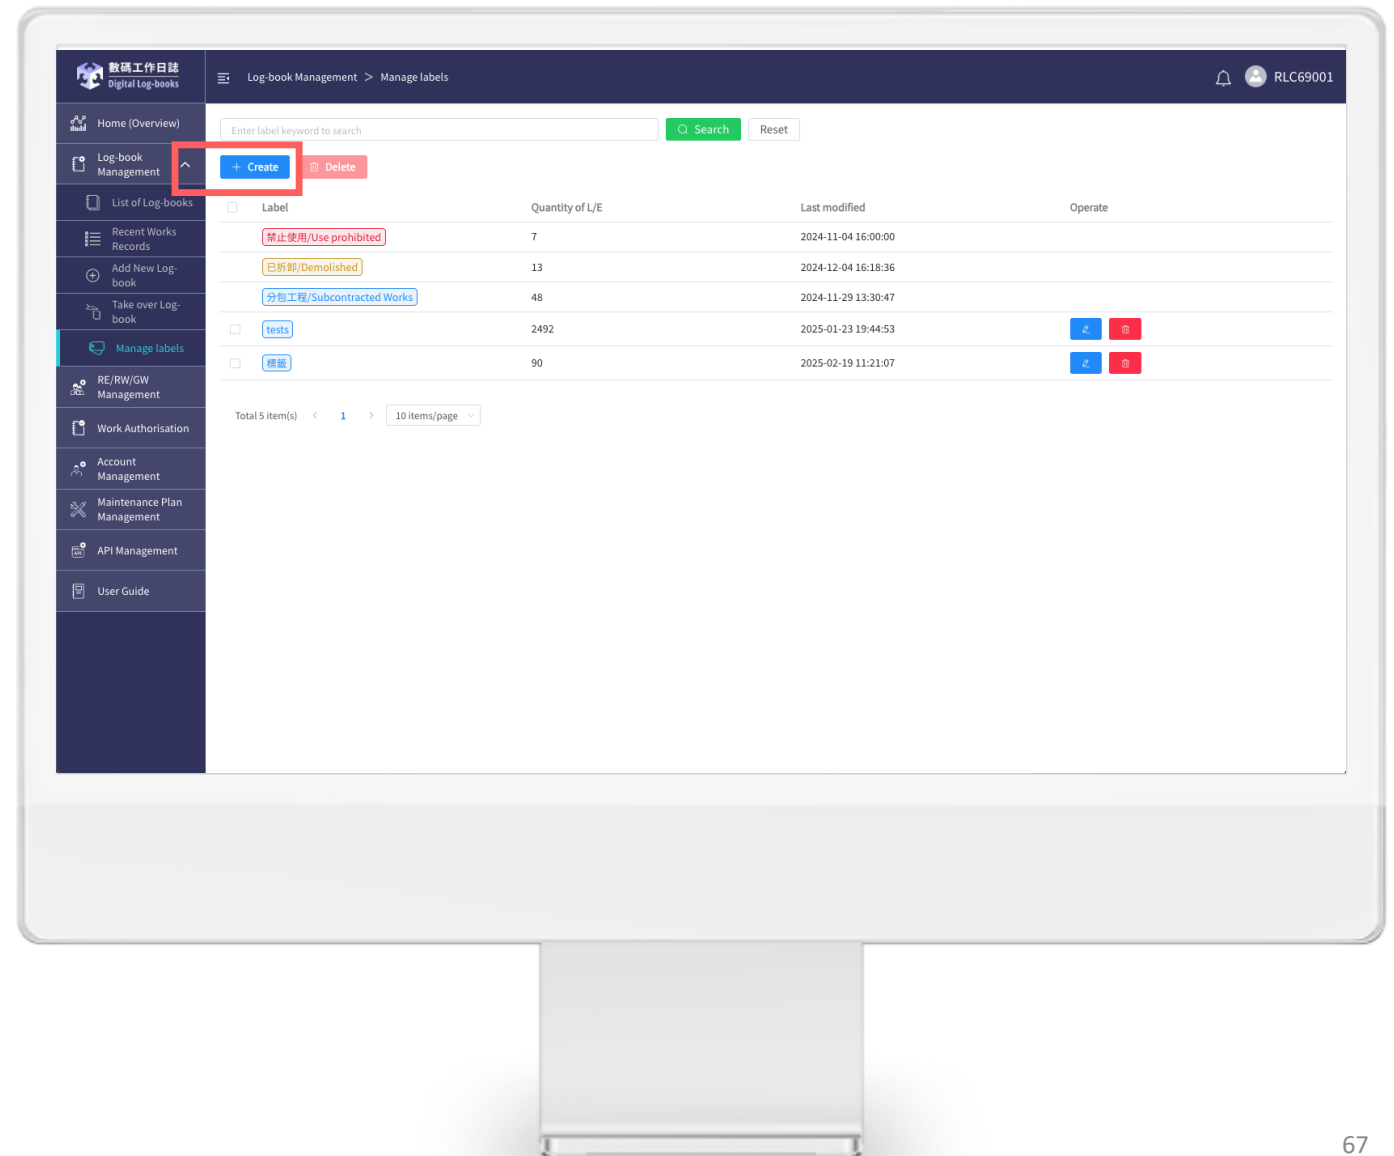 數碼工作日誌
Digital Log-books
Log-book Management > Manage labels
RLC69001
Home (Overview)
Log-book
Management
List of Log-books
Recent Works
Records
Add New Log-
book
Take over Log-
book
Manage labels
RE/RW/GW
Management
Work Authorisation
Account
Management
Maintenance Plan
Management
API Management
User Guide
Enter label keyword to search
Search
Reset
+ Create
Delete
Label Quantity of L/E Last modified Operate
禁止使用/Use prohibited 7 2024-11-04 16:00:00
已拆卸/Demolished 13 2024-12-04 16:18:36
分包工程/Subcontracted Works 48 2024-11-29 13:30:47
tests 2492 2025-01-23 19:44:53
標籤 90 2025-02-19 11:21:07
Total 5 item(s) < 1 > 10 items/page
67